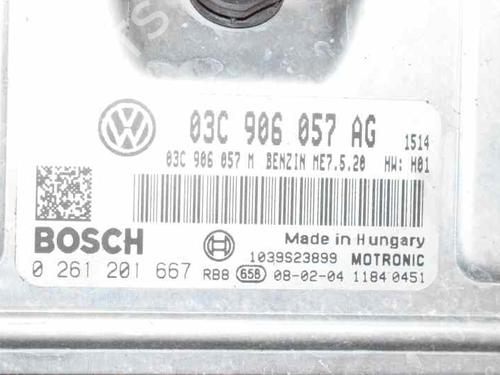 03C 906 057 AG 1514
03C 906 057 M BENZIN ME7.5.20 HW: H01
BOSCH
Made in Hungary
1039S23899 MOTRONIC
0 261 201 667 RB8 658 08-02-04 1184 0451